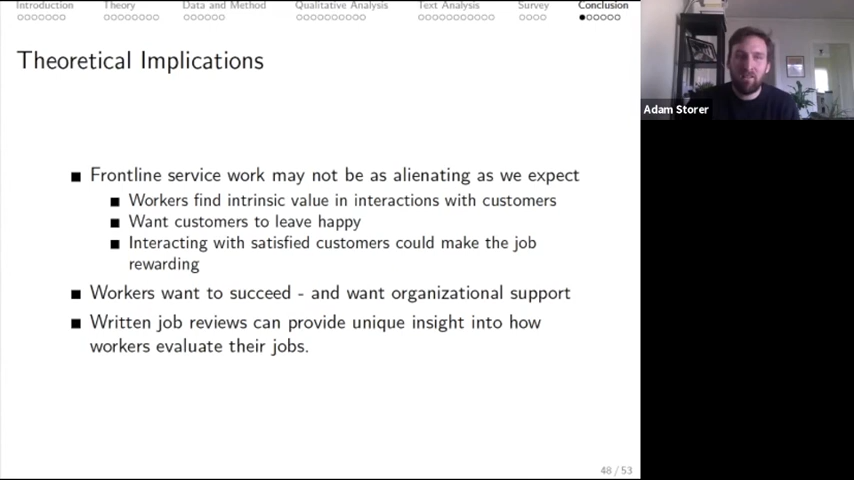 Introduction Theory Data and Method Qualitative Analysis Text Analysis Survey Conclusion
Theoretical Implications
Adam Storer
Frontline service work may not be as alienating as we expect
Workers find intrinsic value in interactions with customers
Want customers to leave happy
Interacting with satisfied customers could make the job
rewarding
Workers want to succeed - and want organizational support
Written job reviews can provide unique insight into how
workers evaluate their jobs.
48 / 53